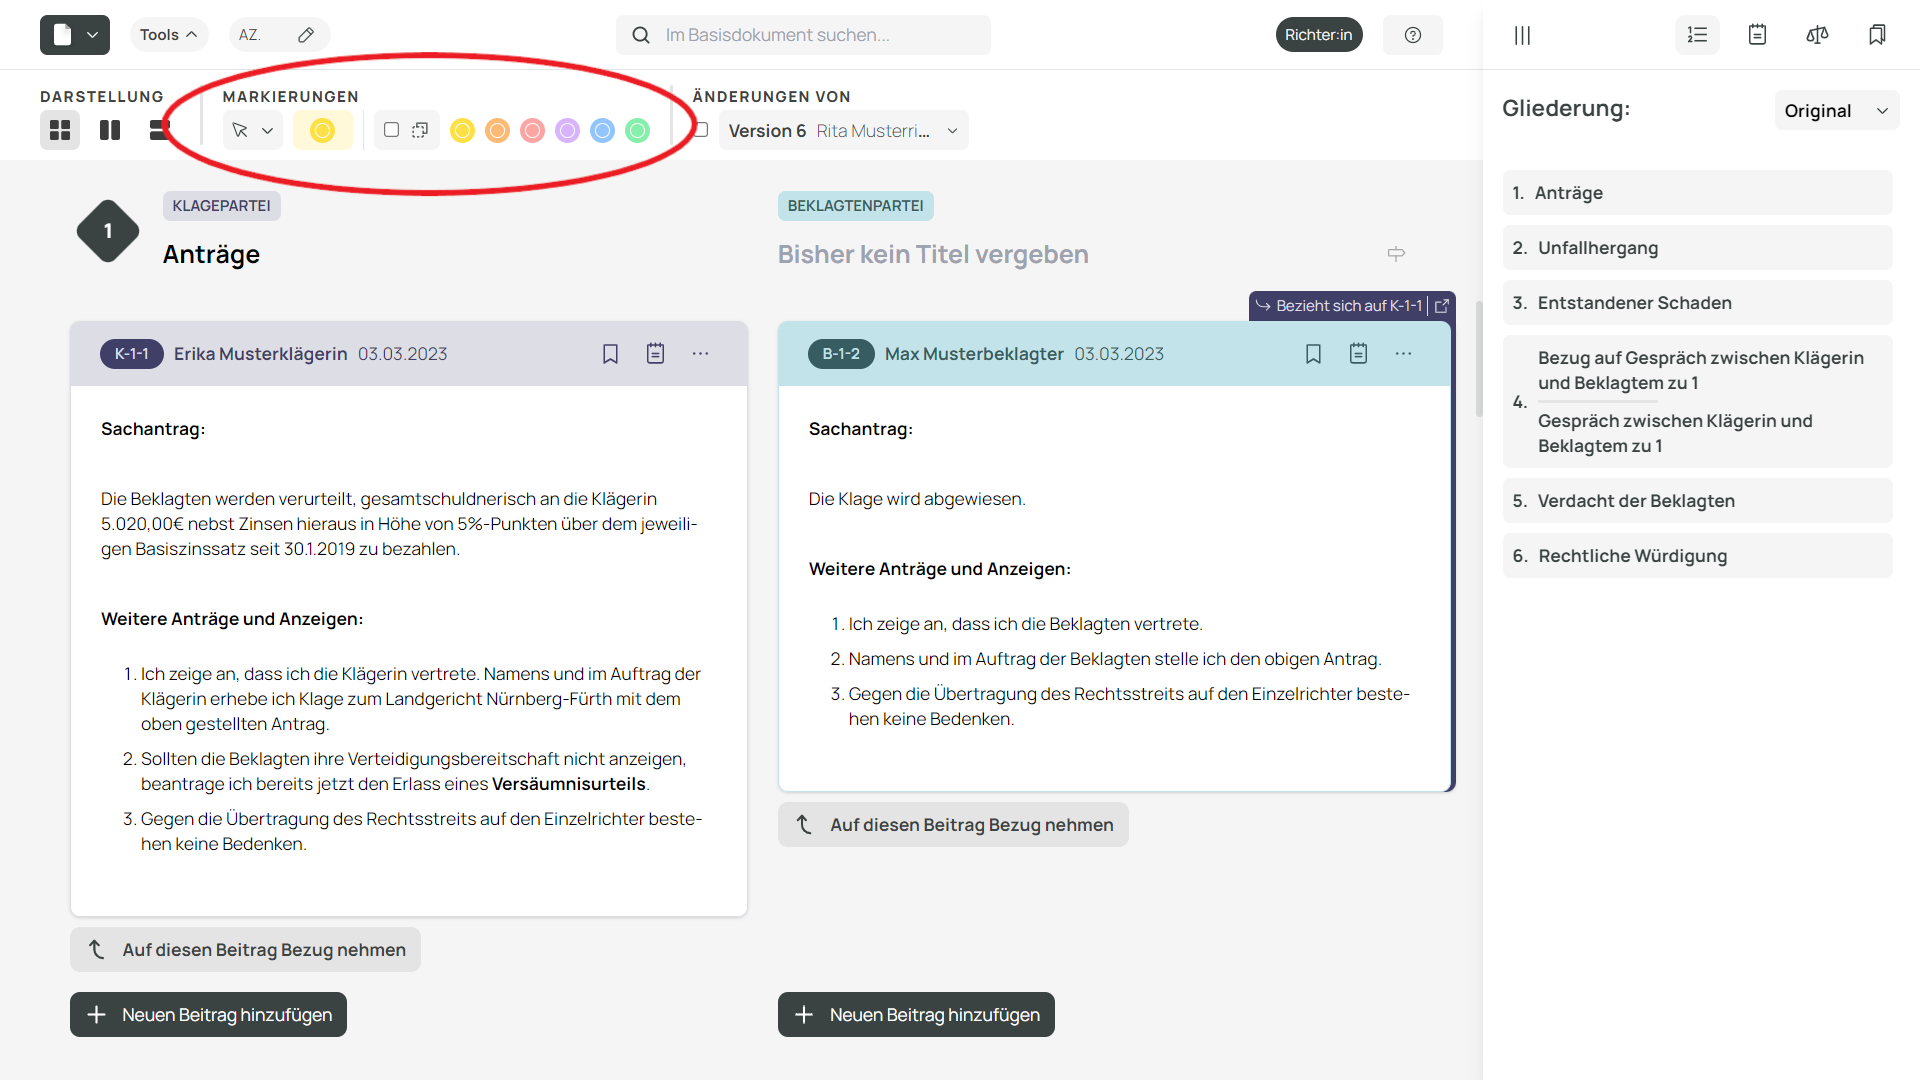 Tools
AZ.
Im Basisdokument suchen...
Richter:in
DARSTELLUNG
MARKIERUNGEN
ÄNDERUNGEN VON
Version 6 Rita Musterri...
Gliederung:
Original
1. Anträge
2. Unfallhergang
3. Entstandener Schaden
4. Bezug auf Gespräch zwischen Klägerin
und Beklagtem zu 1
Gespräch zwischen Klägerin und
Beklagtem zu 1
5. Verdacht der Beklagten
6. Rechtliche Würdigung
1
KLAGEPARTEI
Anträge
BEKLAGTENPARTEI
Bisher kein Titel vergeben
K-1-1 Erika Musterklägerin 03.03.2023
Sachantrag:
Die Beklagten werden verurteilt, gesamtschuldnerisch an die Klägerin
5.020,00€ nebst Zinsen hieraus in Höhe von 5%-Punkten über dem jeweili-
gen Basiszinssatz seit 30.1.2019 zu bezahlen.
Weitere Anträge und Anzeigen:
1. Ich zeige an, dass ich die Klägerin vertrete. Namens und im Auftrag der
Klägerin erhebe ich Klage zum Landgericht Nürnberg-Fürth mit dem
oben gestellten Antrag.
2. Sollten die Beklagten ihre Verteidigungsbereitschaft nicht anzeigen,
beantrage ich bereits jetzt den Erlass eines Versäumnisurteils.
3. Gegen die Übertragung des Rechtsstreits auf den Einzelrichter beste-
hen keine Bedenken.
Auf diesen Beitrag Bezug nehmen
Neuen Beitrag hinzufügen
Bezieht sich auf K-1-1
B-1-2 Max Musterbeklagter 03.03.2023
Sachantrag:
Die Klage wird abgewiesen.
Weitere Anträge und Anzeigen:
1. Ich zeige an, dass ich die Beklagten vertrete.
2. Namens und im Auftrag der Beklagten stelle ich den obigen Antrag.
3. Gegen die Übertragung des Rechtsstreits auf den Einzelrichter beste-
hen keine Bedenken.
Auf diesen Beitrag Bezug nehmen
Neuen Beitrag hinzufügen